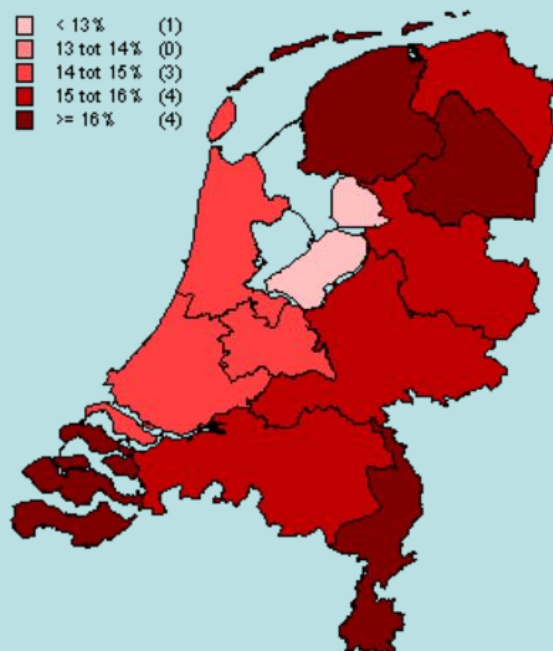 < 13% (1)
13 tot 14% (0)
14 tot 15% (3)
15 tot 16% (4)
>= 16% (4)